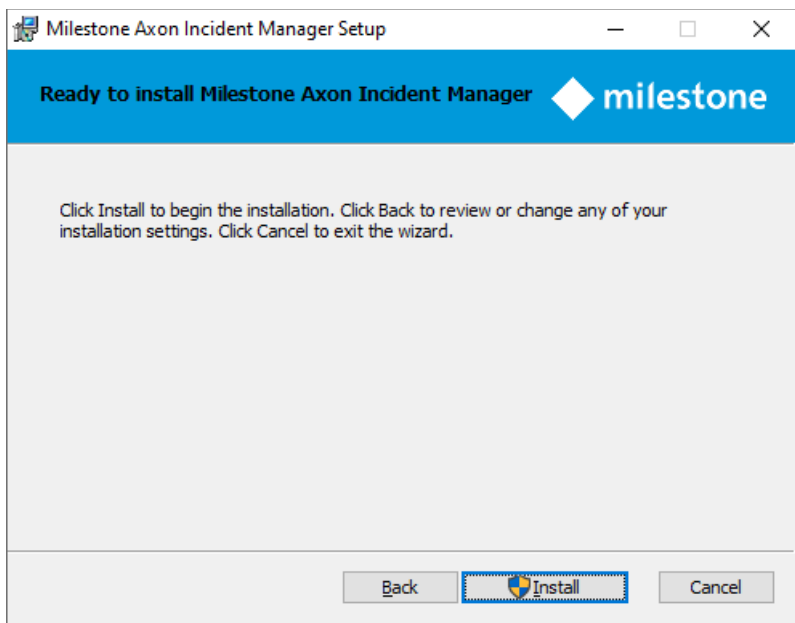 Milestone Axon Incident Manager Setup
Ready to install Milestone Axon Incident Manager
milestone
Click Install to begin the installation. Click Back to review or change any of your
installation settings. Click Cancel to exit the wizard.
Back
Install
Cancel